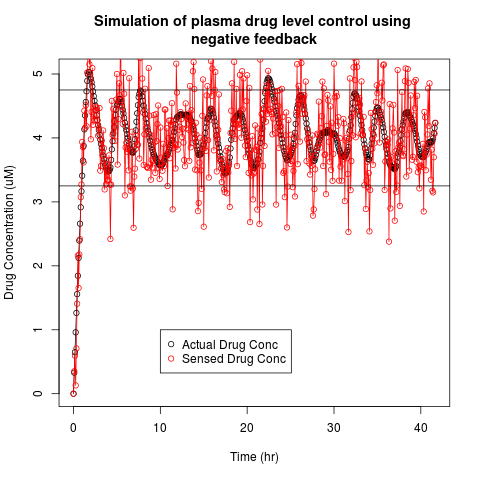 Simulation of plasma drug level control using
negative feedback
Drug Concentration (uM)
5
4
3
2
1
0
Actual Drug Conc
Sensed Drug Conc
0 10 20 30 40
Time (hr)